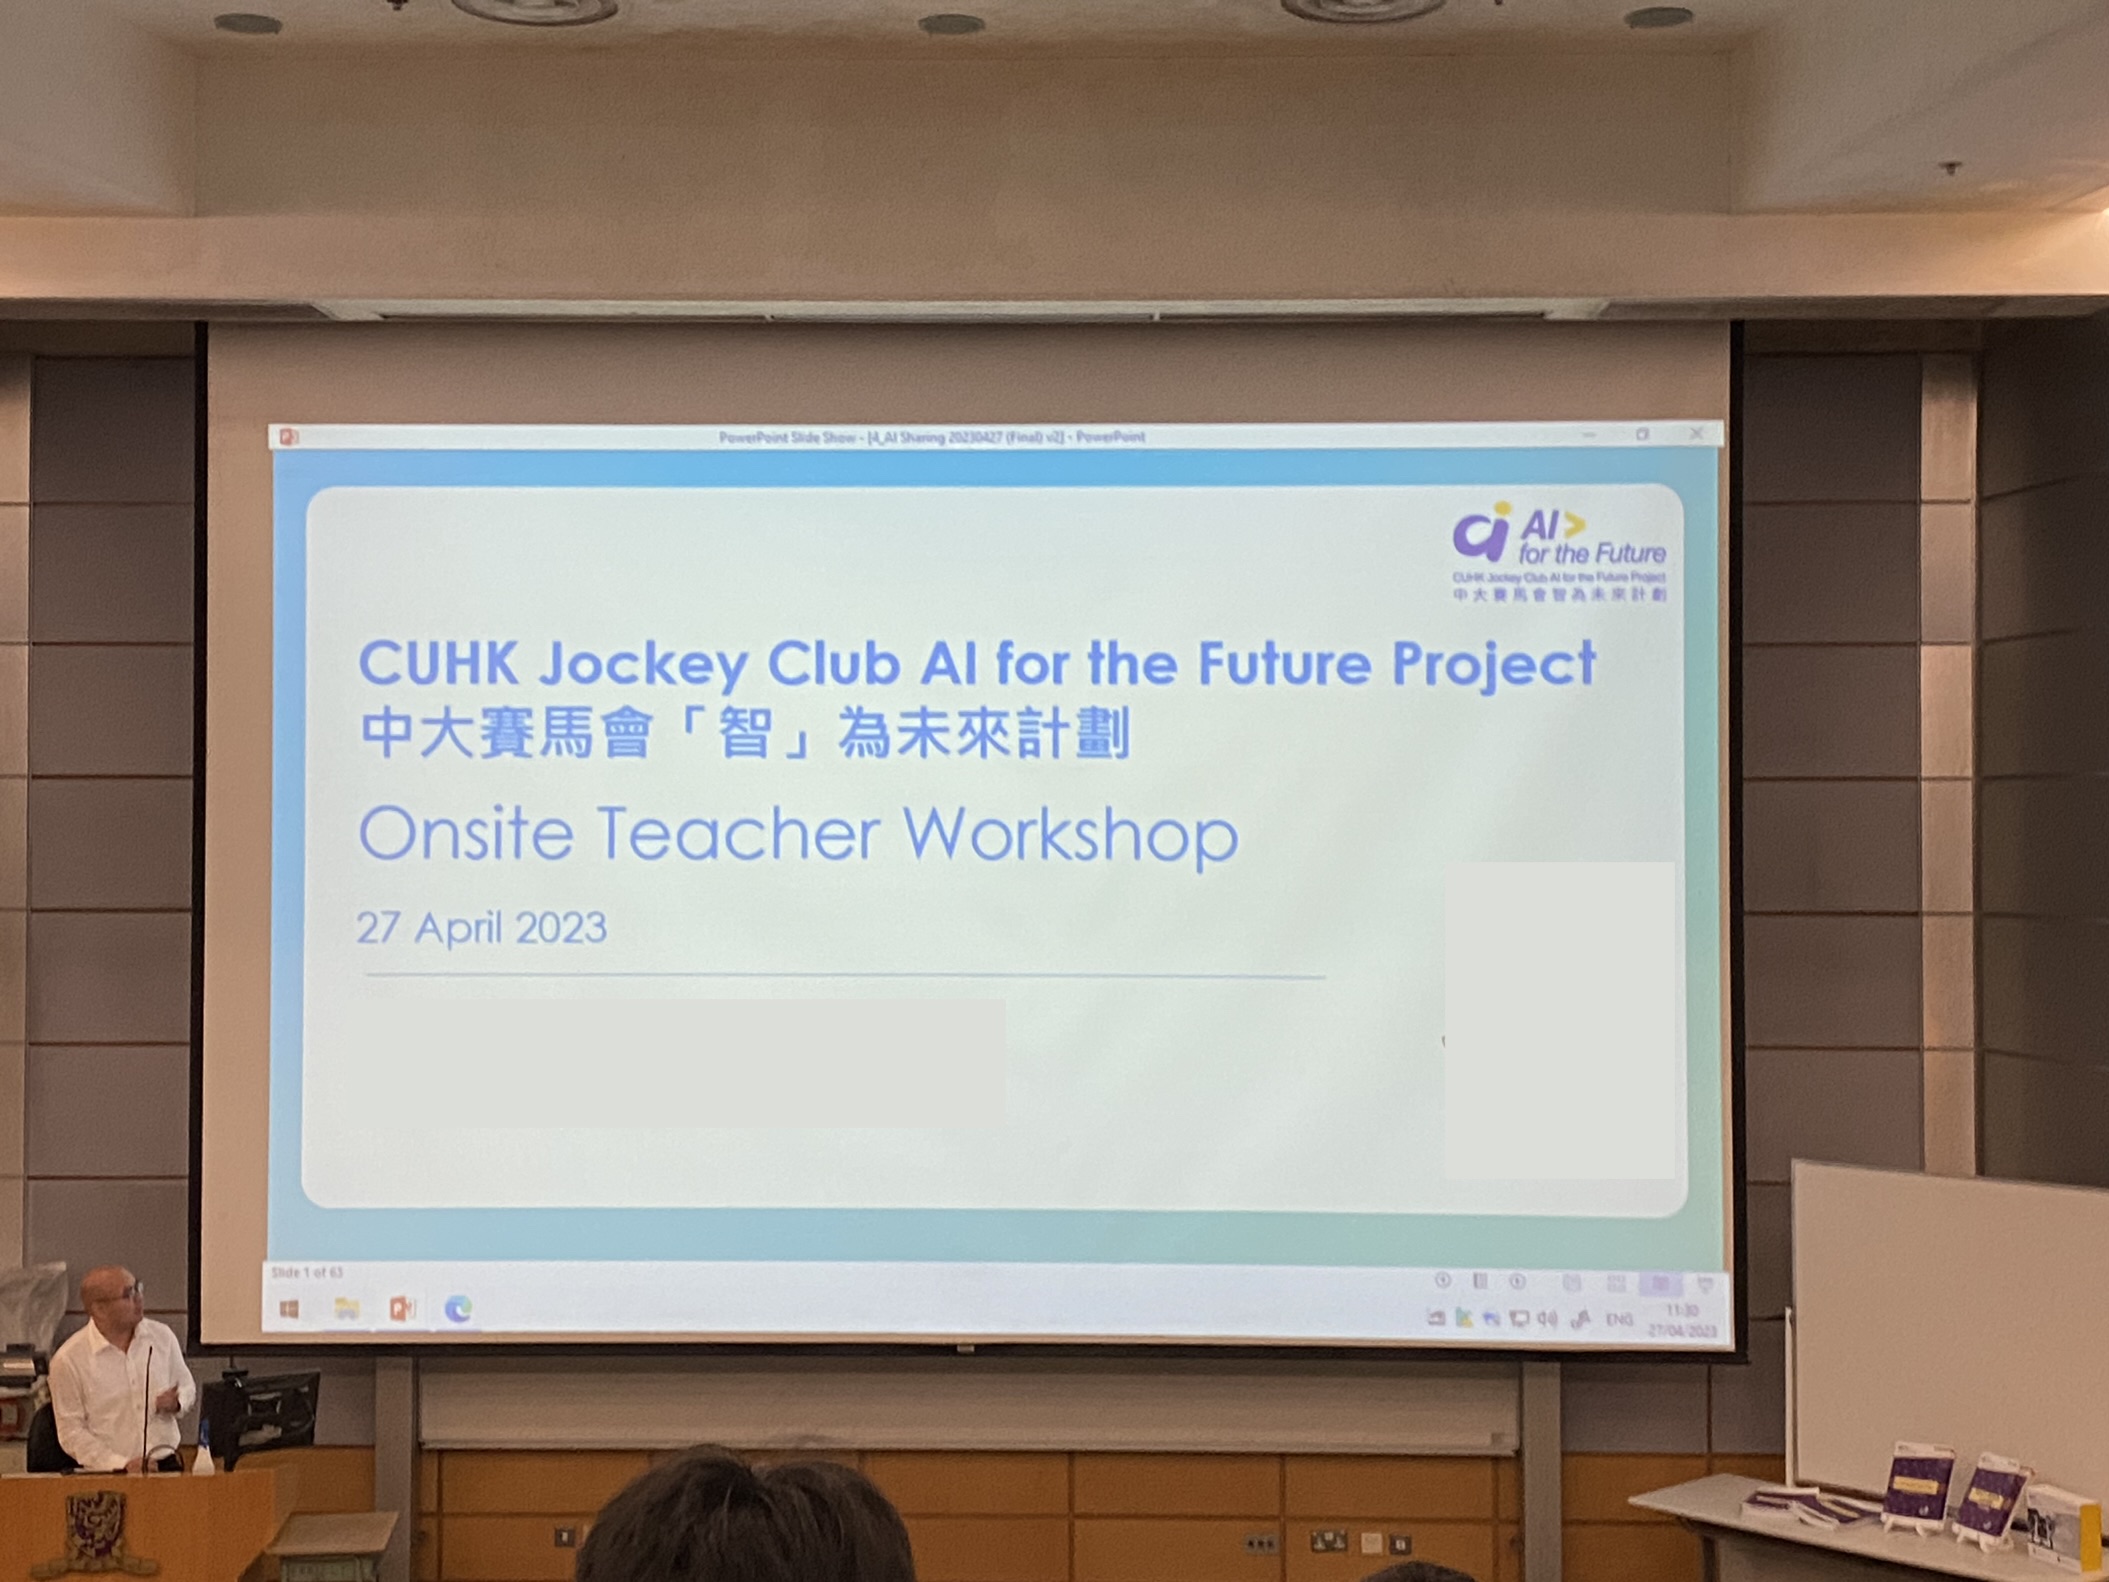 PowerPoint Slide Show - [4_AI Sharing 20230427 (Final) v2] - PowerPoint
AI>
for the Future
CUHK Jockey Club AI for the Future Project
中大賽馬會智為未來計劃
CUHK Jockey Club AI for the Future Project
中大賽馬會「智」為未來計劃
Onsite Teacher Workshop
27 April 2023
Slide 1 of 63
ENG
11:30
27/04/2023